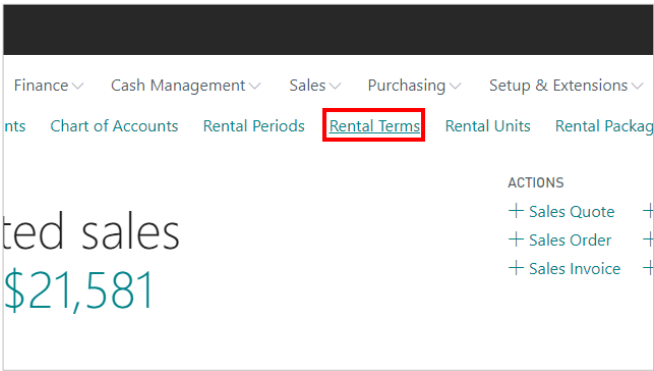 Finance Cash Management Sales Purchasing Setup & Extensions
nts Chart of Accounts Rental Periods Rental Terms Rental Units Rental Packag
ACTIONS
ted sales
+ Sales Quote +
+ Sales Order +
$21,581
+ Sales Invoice +